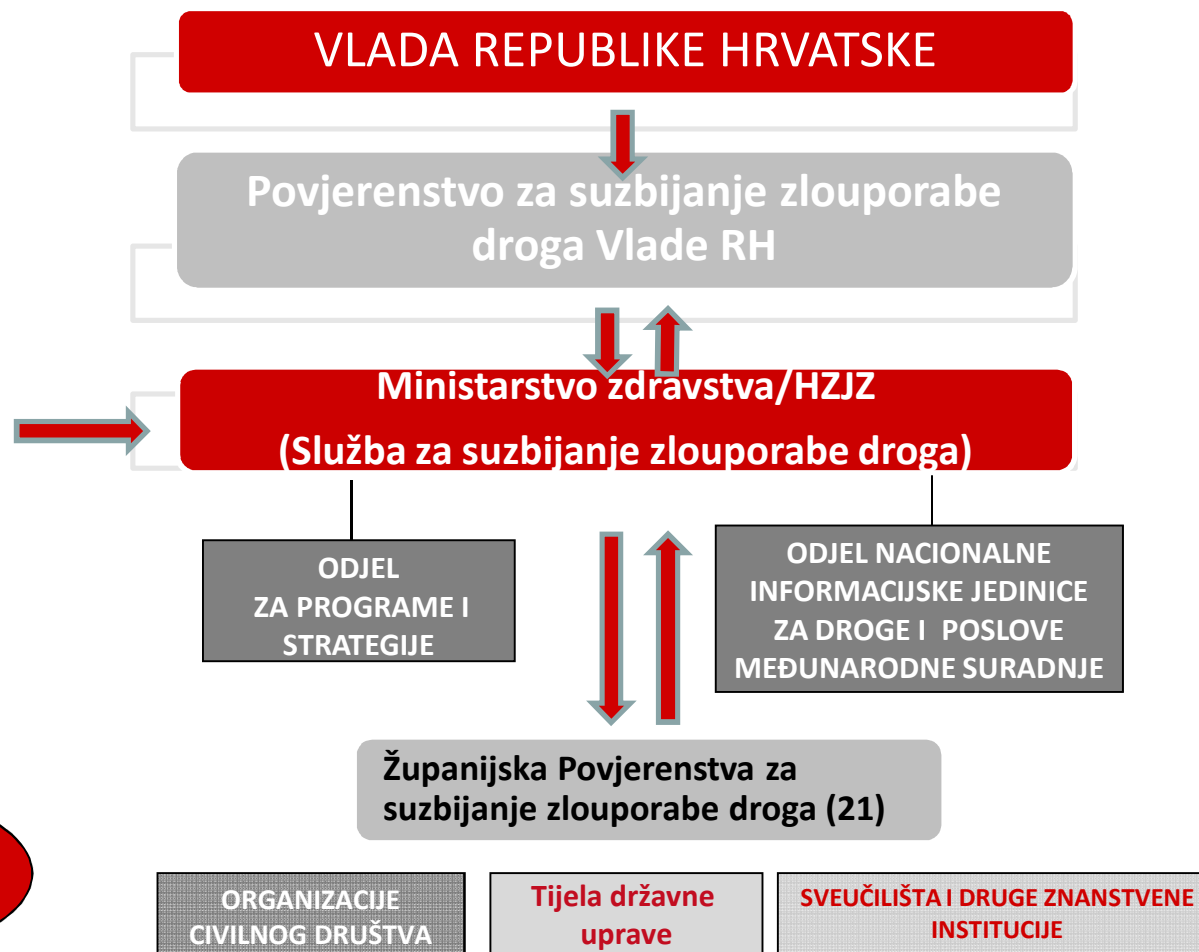 VLADA REPUBLIKE HRVATSKE
Povjerenstvo za suzbijanje zlouporabe
droga Vlade RH
Ministarstvo zdravstva/HZJZ
(Služba za suzbijanje zlouporabe droga)
ODJEL
ZA PROGRAME I
STRATEGIJE
ODJEL NACIONALNE
INFORMACIJSKE JEDINICE
ZA DROGE I POSLOVE
MEĐUNARODNE SURADNJE
Županijska Povjerenstva za
suzbijanje zlouporabe droga (21)
ORGANIZACIJE
CIVILNOG DRUŠTVA
Tijela državne
uprave
SVEUČILIŠTA I DRUGE ZNANSTVENE
INSTITUCIJE